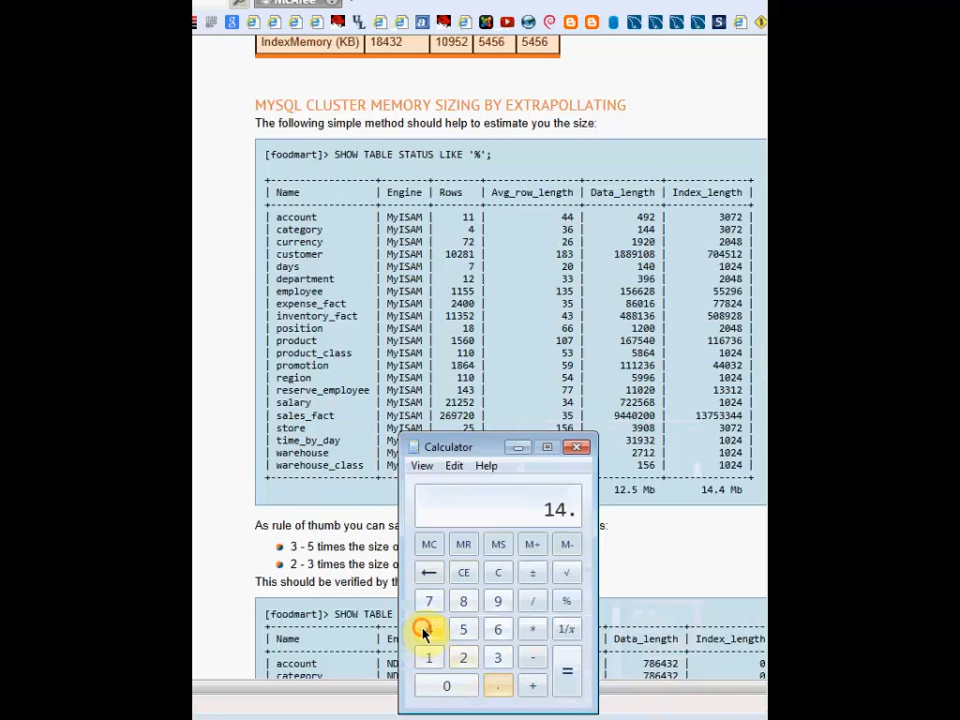 McAfee
IndexMemory (KB) 18432 10952 5456 5456
MYSQL CLUSTER MEMORY SIZING BY EXTRAPOLLATING
The following simple method should help to estimate you the size:
[foodmart]> SHOW TABLE STATUS LIKE '%';
| Name | Engine | Rows | Avg_row_length | Data_length | Index_length |
| account | MyISAM | 11 | 44 | 492 | 3072 |
| category | MyISAM | 4 | 36 | 144 | 3072 |
| currency | MyISAM | 72 | 26 | 1920 | 2048 |
| customer | MyISAM | 10281 | 183 | 1889108 | 704512 |
| days | MyISAM | 7 | 20 | 140 | 1024 |
| department | MyISAM | 12 | 33 | 396 | 2048 |
| employee | MyISAM | 1155 | 135 | 156628 | 55296 |
| expense_fact | MyISAM | 2400 | 35 | 86016 | 77824 |
| inventory_fact | MyISAM | 11352 | 43 | 488136 | 508928 |
| position | MyISAM | 18 | 66 | 1200 | 2048 |
| product | MyISAM | 1560 | 107 | 167540 | 116736 |
| product_class | MyISAM | 110 | 53 | 5864 | 1024 |
| promotion | MyISAM | 1864 | 59 | 111236 | 44032 |
| region | MyISAM | 110 | 54 | 5996 | 1024 |
| reserve_employee | MyISAM | 143 | 77 | 11020 | 13312 |
| salary | MyISAM | 21252 | 34 | 722568 | 1024 |
| sales_fact | MyISAM | 269720 | 35 | 9440200 | 13753344 |
| store | MyISAM | 25 | 156 | 3908 | 3072 |
| time_by_day 31932 | 1024 |
| warehouse 2712 | 1024 |
| warehouse_class 156 | 1024 |
12.5 Mb 14.4 Mb
Calculator
View Edit Help
14.
MC MR MS M+ M-
← CE C ± √
7 8 9 / %
4 5 6 * 1/x
1 2 3 - =
0 . +
As rule of thumb you can s
3 - 5 times the size o
2 - 3 times the size o
This should be verified by t
[foodmart]> SHOW TABLE
| Name | En Data_length | Index_length
| account | ND 786432 | 0
| category | ND 786432 | 0